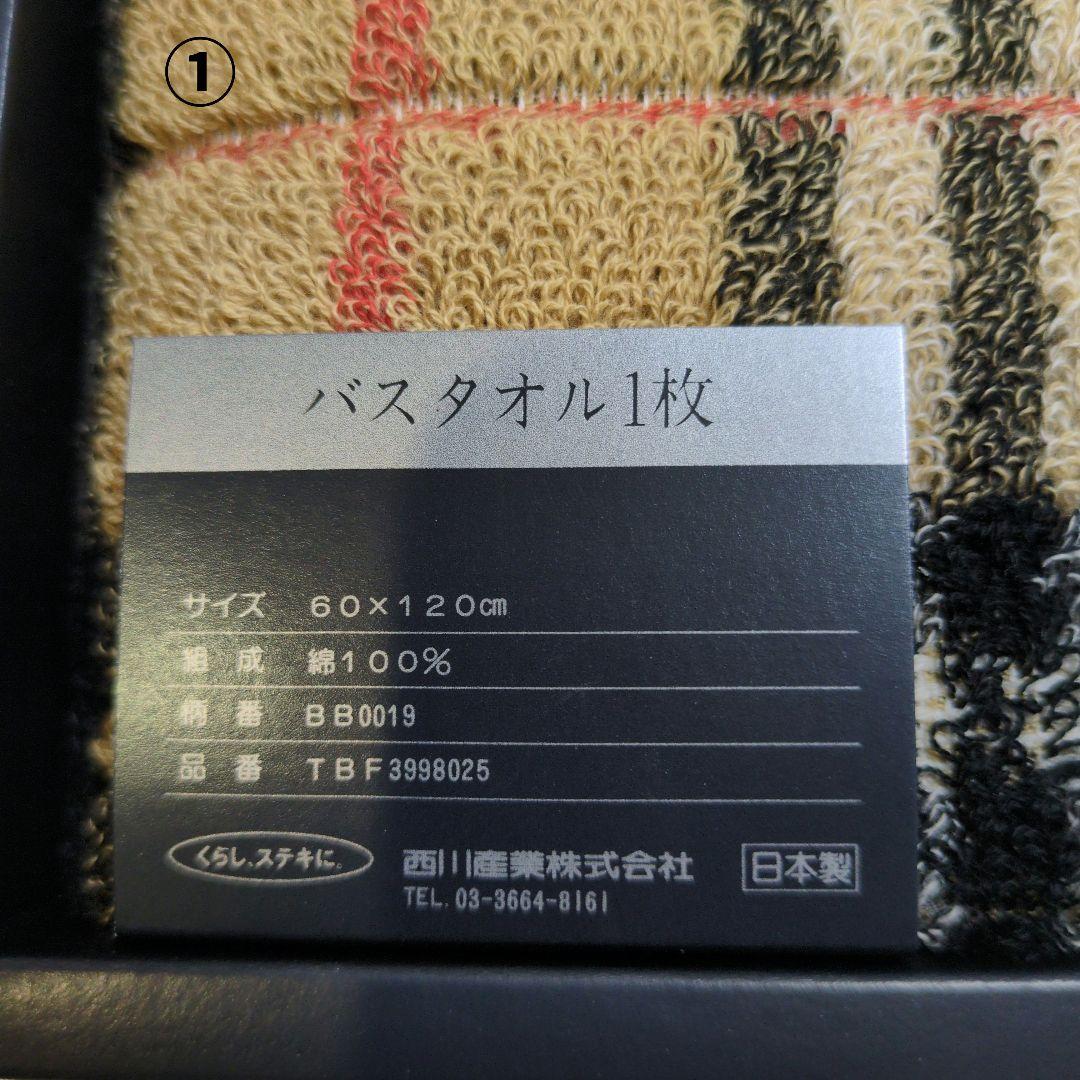 ①
バスタオル1枚
サイズ 60×120㎝
組成 綿100%
柄番 BB0019
品番 TBF3998025
くらし、ステキに。 西川産業株式会社 日本製
TEL. 03-3664-8161